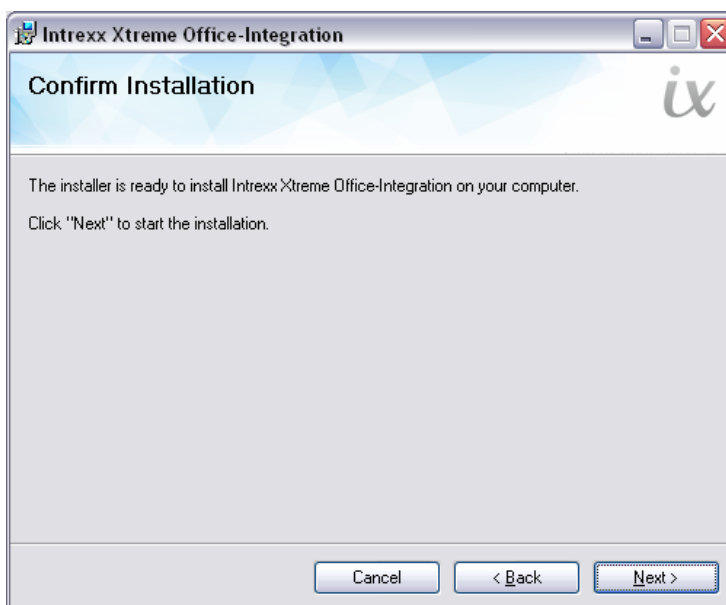 Intrexx Xtreme Office-Integration
Confirm Installation
ix
The installer is ready to install Intrexx Xtreme Office-Integration on your computer.
Click "Next" to start the installation.
Cancel
< Back
Next >